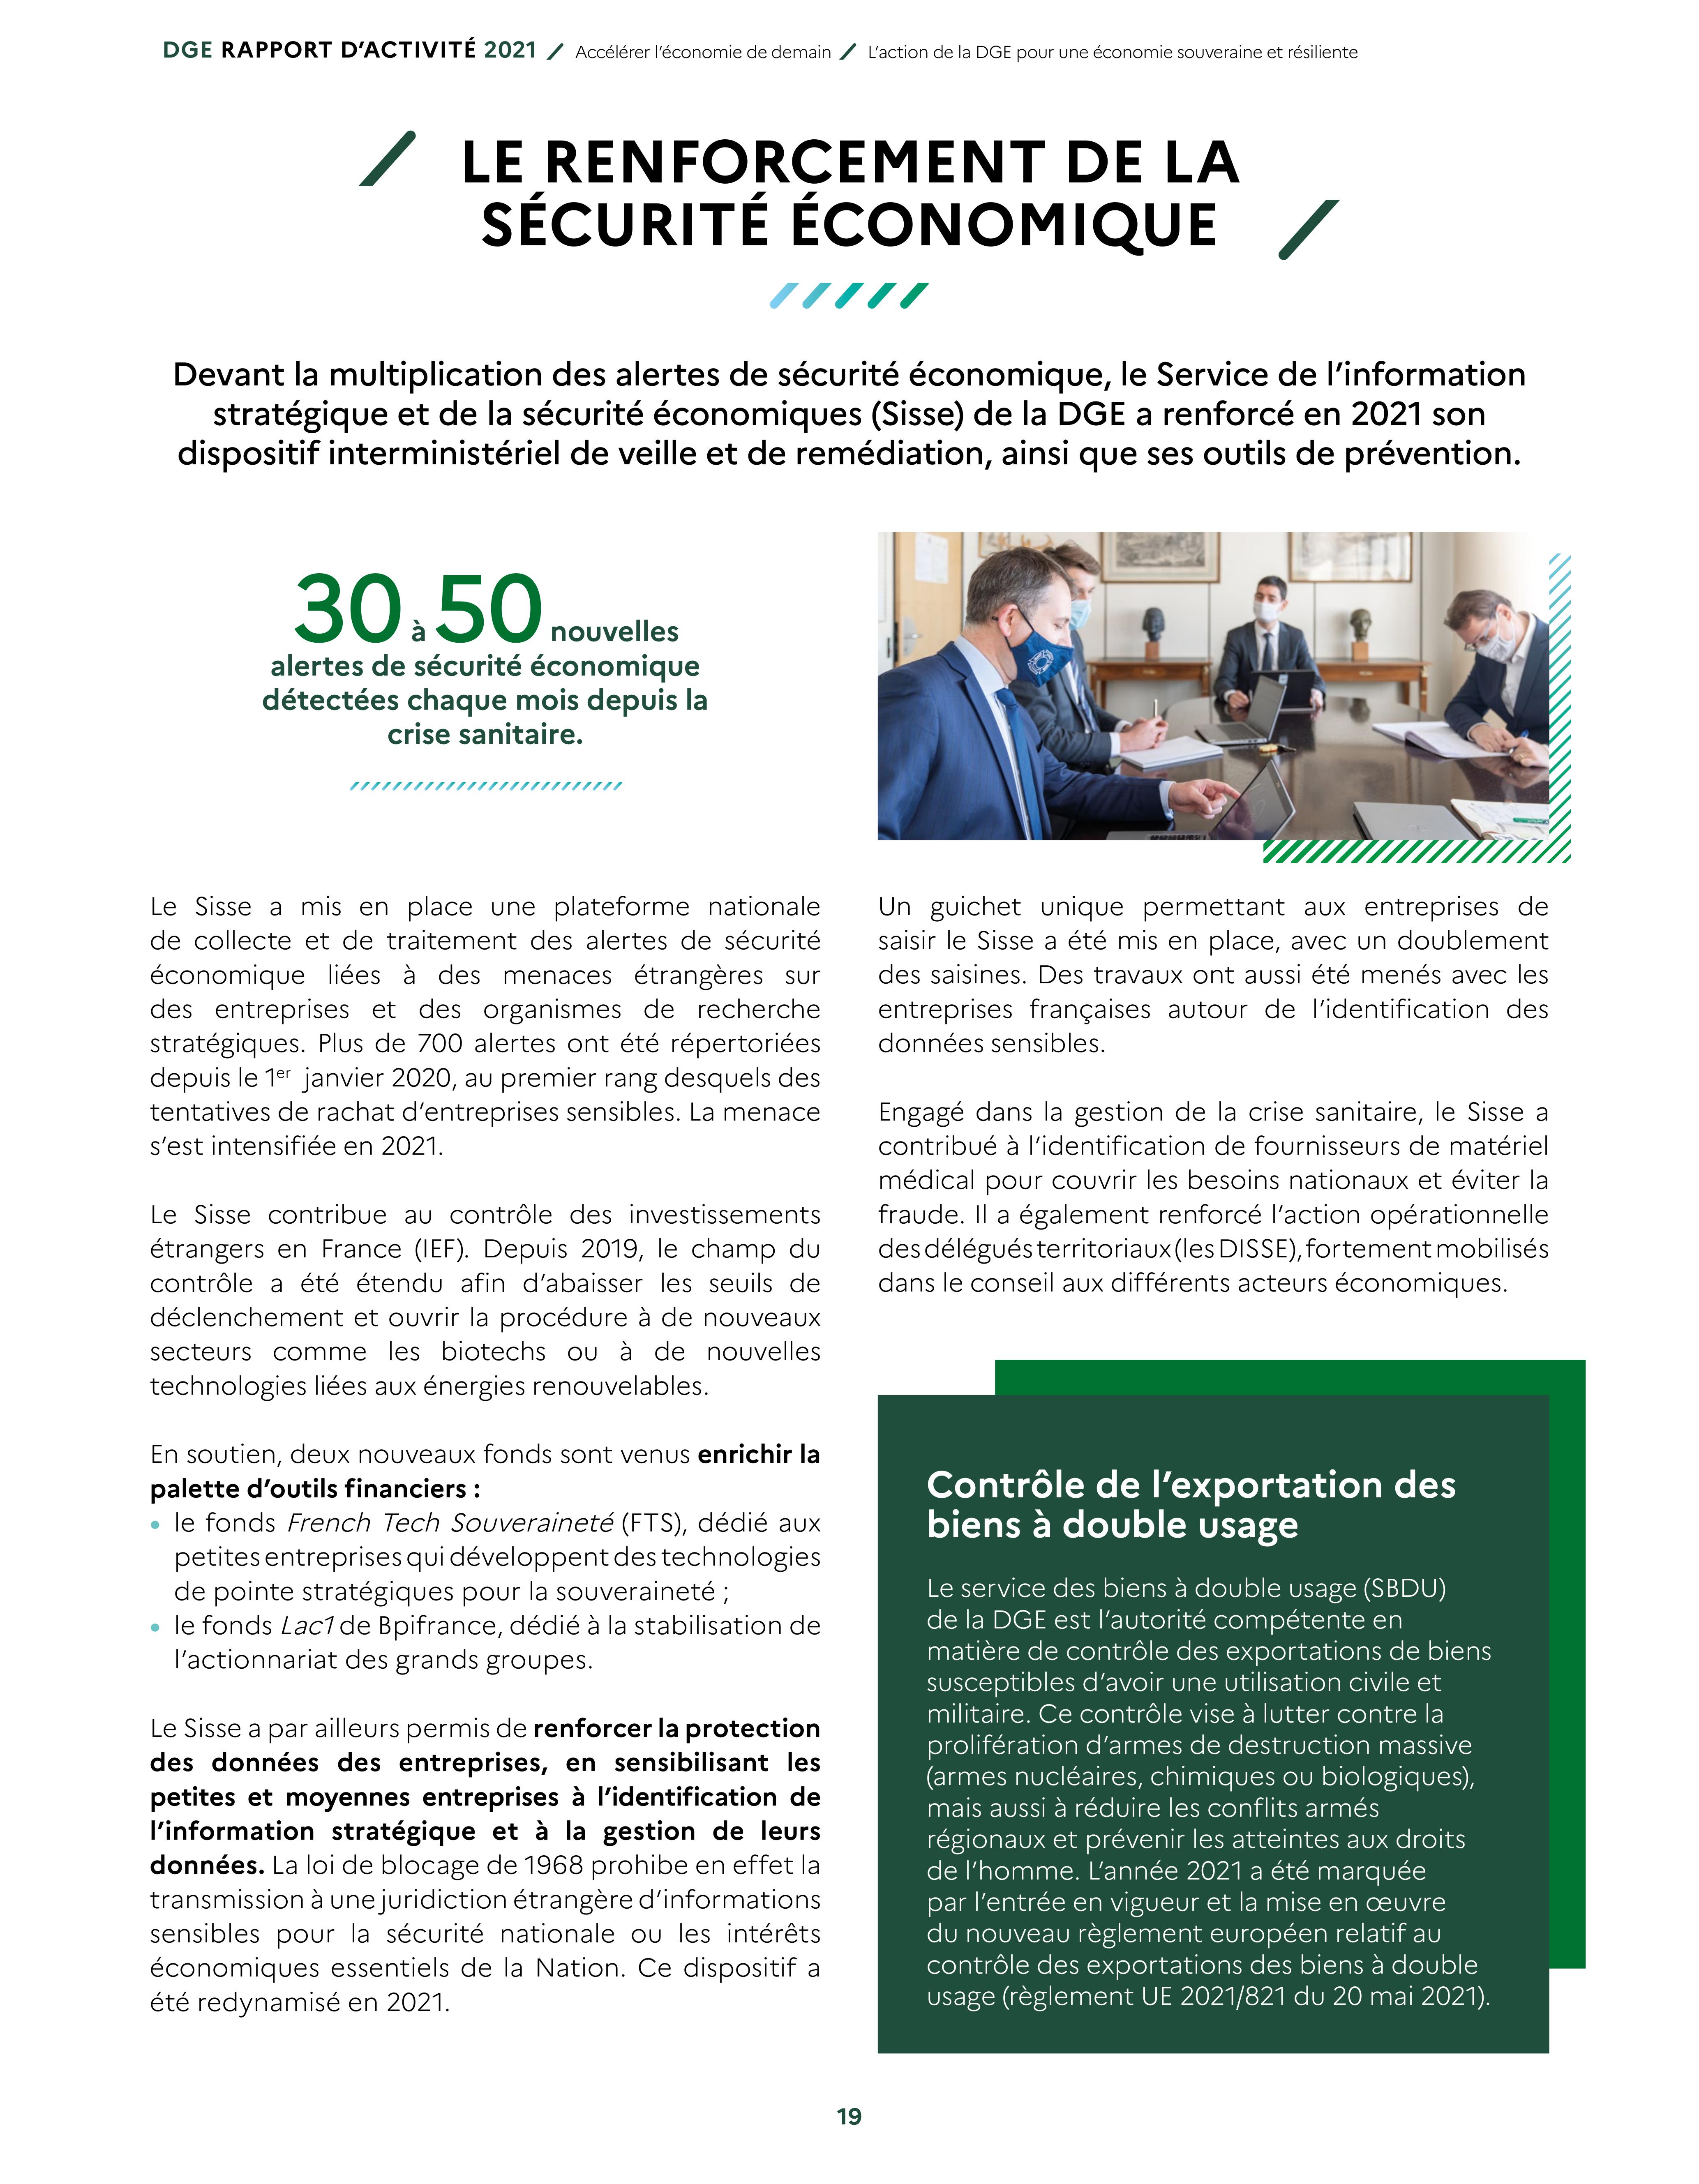 DGE RAPPORT D’ACTIVITÉ 2021 / Accélérer l’économie de demain / L’action de la DGE pour une économie souveraine et résiliente
LE RENFORCEMENT DE LA
SÉCURITÉ ÉCONOMIQUE
Devant la multiplication des alertes de sécurité économique, le Service de l’information
stratégique et de la sécurité économiques (Sisse) de la DGE a renforcé en 2021 son
dispositif interministériel de veille et de remédiation, ainsi que ses outils de prévention.
30 à 50 nouvelles
alertes de sécurité économique
détectées chaque mois depuis la
crise sanitaire.
Le Sisse a mis en place une plateforme nationale
de collecte et de traitement des alertes de sécurité
économique liées à des menaces étrangères sur
des entreprises et des organismes de recherche
stratégiques. Plus de 700 alertes ont été répertoriées
depuis le 1er janvier 2020, au premier rang desquels des
tentatives de rachat d’entreprises sensibles. La menace
s’est intensifiée en 2021.
Le Sisse contribue au contrôle des investissements
étrangers en France (IEF). Depuis 2019, le champ du
contrôle a été étendu afin d’abaisser les seuils de
déclenchement et ouvrir la procédure à de nouveaux
secteurs comme les biotechs ou à de nouvelles
technologies liées aux énergies renouvelables.
En soutien, deux nouveaux fonds sont venus enrichir la
palette d’outils financiers :
• le fonds French Tech Souveraineté (FTS), dédié aux
petites entreprises qui développent des technologies
de pointe stratégiques pour la souveraineté ;
• le fonds Lac1 de Bpifrance, dédié à la stabilisation de
l’actionnariat des grands groupes.
Le Sisse a par ailleurs permis de renforcer la protection
des données des entreprises, en sensibilisant les
petites et moyennes entreprises à l’identification de
l’information stratégique et à la gestion de leurs
données. La loi de blocage de 1968 prohibe en effet la
transmission à une juridiction étrangère d’informations
sensibles pour la sécurité nationale ou les intérêts
économiques essentiels de la Nation. Ce dispositif a
été redynamisé en 2021.
Un guichet unique permettant aux entreprises de
saisir le Sisse a été mis en place, avec un doublement
des saisines. Des travaux ont aussi été menés avec les
entreprises françaises autour de l’identification des
données sensibles.
Engagé dans la gestion de la crise sanitaire, le Sisse a
contribué à l’identification de fournisseurs de matériel
médical pour couvrir les besoins nationaux et éviter la
fraude. Il a également renforcé l’action opérationnelle
des délégués territoriaux (les DISSE), fortement mobilisés
dans le conseil aux différents acteurs économiques.
Contrôle de l’exportation des
biens à double usage
Le service des biens à double usage (SBDU)
de la DGE est l’autorité compétente en
matière de contrôle des exportations de biens
susceptibles d’avoir une utilisation civile et
militaire. Ce contrôle vise à lutter contre la
prolifération d’armes de destruction massive
(armes nucléaires, chimiques ou biologiques),
mais aussi à réduire les conflits armés
régionaux et prévenir les atteintes aux droits
de l’homme. L’année 2021 a été marquée
par l’entrée en vigueur et la mise en œuvre
du nouveau règlement européen relatif au
contrôle des exportations des biens à double
usage (règlement UE 2021/821 du 20 mai 2021).
19